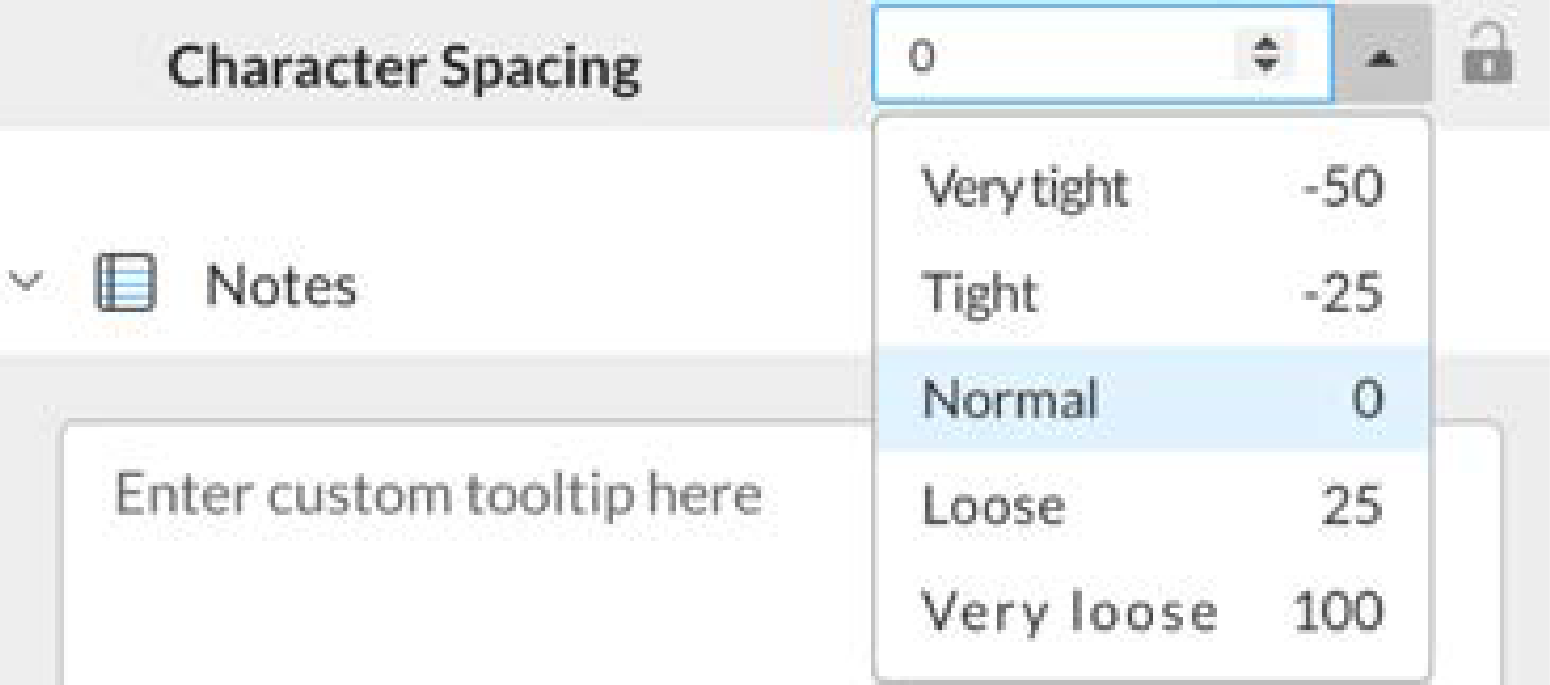 Character Spacing 0
Very tight -50
Notes
Tight -25
Normal 0
Enter custom tooltip here
Loose 25
Very loose 100